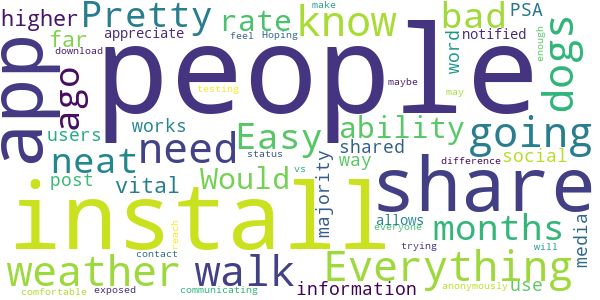 higher Pretty rate know bad PSA
far appreciate feel Hoping make word notified enough
download
app ago people dogs
testing maybe may
users works Easy ability going
neat need shared social
post vital Would way
status majority difference
install share
contact vs allows trying months media
reach everyone will
weather walk Everything
information use
comfortable exposed communicating anonymously